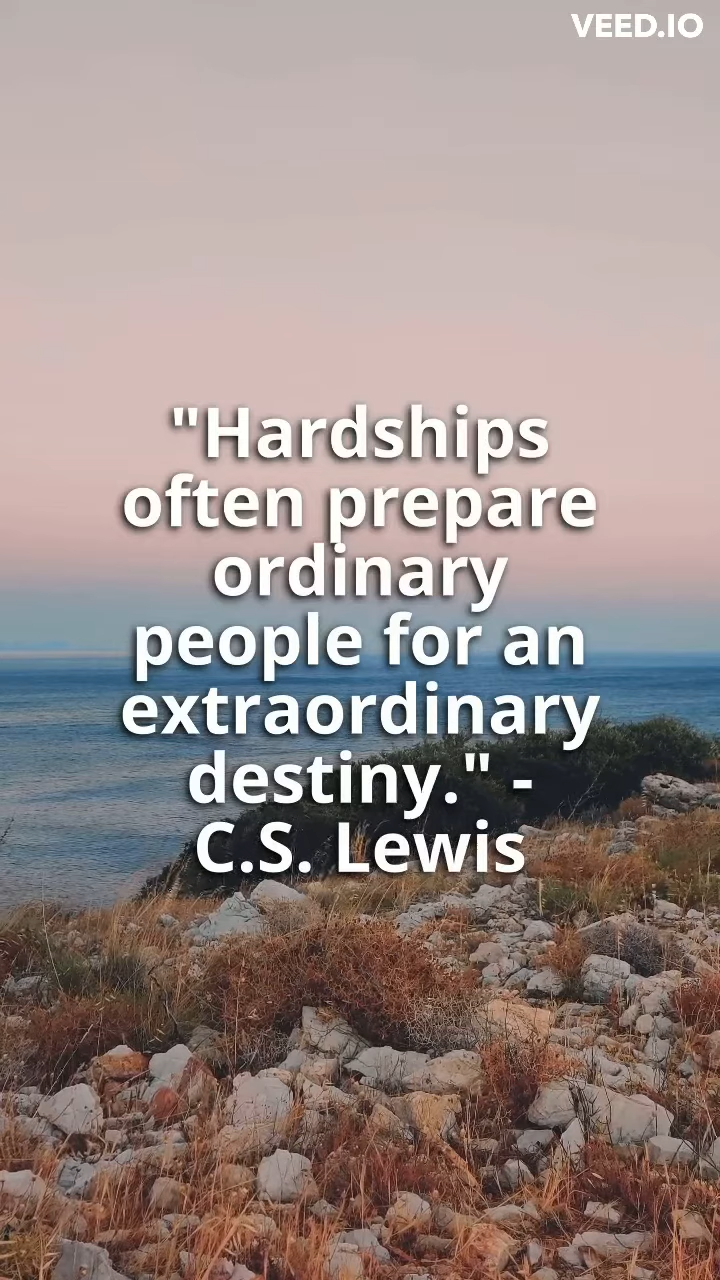 VEED.IO
"Hardships
often prepare
ordinary
people for an
extraordinary
destiny." -
C.S. Lewis